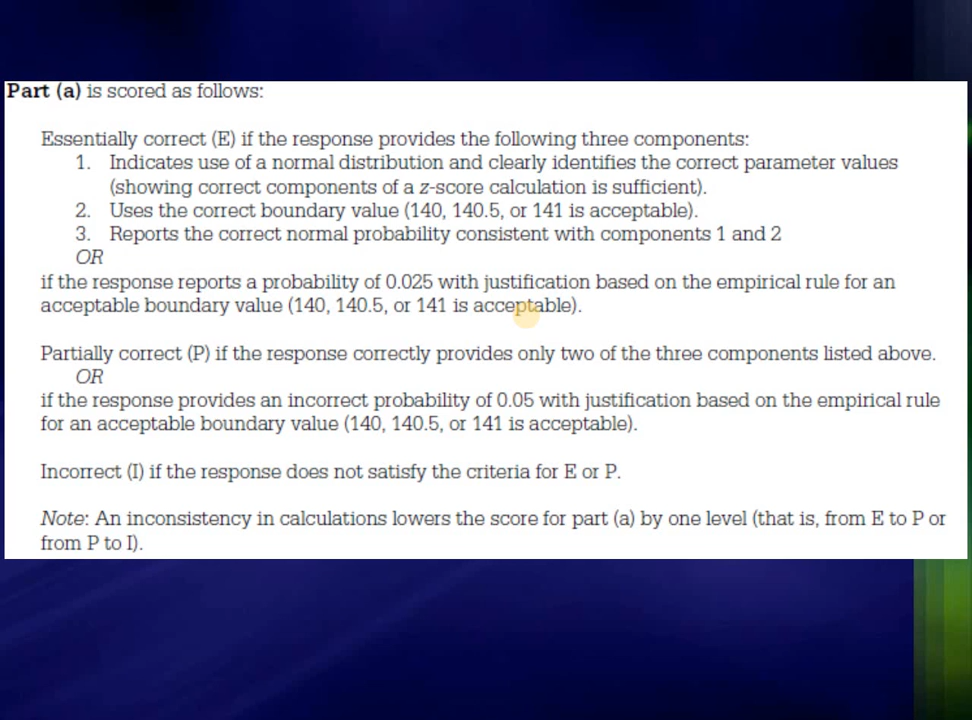 Part (a) is scored as follows:
Essentially correct (E) if the response provides the following three components:
1. Indicates use of a normal distribution and clearly identifies the correct parameter values
(showing correct components of a z-score calculation is sufficient).
2. Uses the correct boundary value (140, 140.5, or 141 is acceptable).
3. Reports the correct normal probability consistent with components 1 and 2
OR
if the response reports a probability of 0.025 with justification based on the empirical rule for an
acceptable boundary value (140, 140.5, or 141 is acceptable).
Partially correct (P) if the response correctly provides only two of the three components listed above.
OR
if the response provides an incorrect probability of 0.05 with justification based on the empirical rule
for an acceptable boundary value (140, 140.5, or 141 is acceptable).
Incorrect (I) if the response does not satisfy the criteria for E or P.
Note: An inconsistency in calculations lowers the score for part (a) by one level (that is, from E to P or
from P to I).